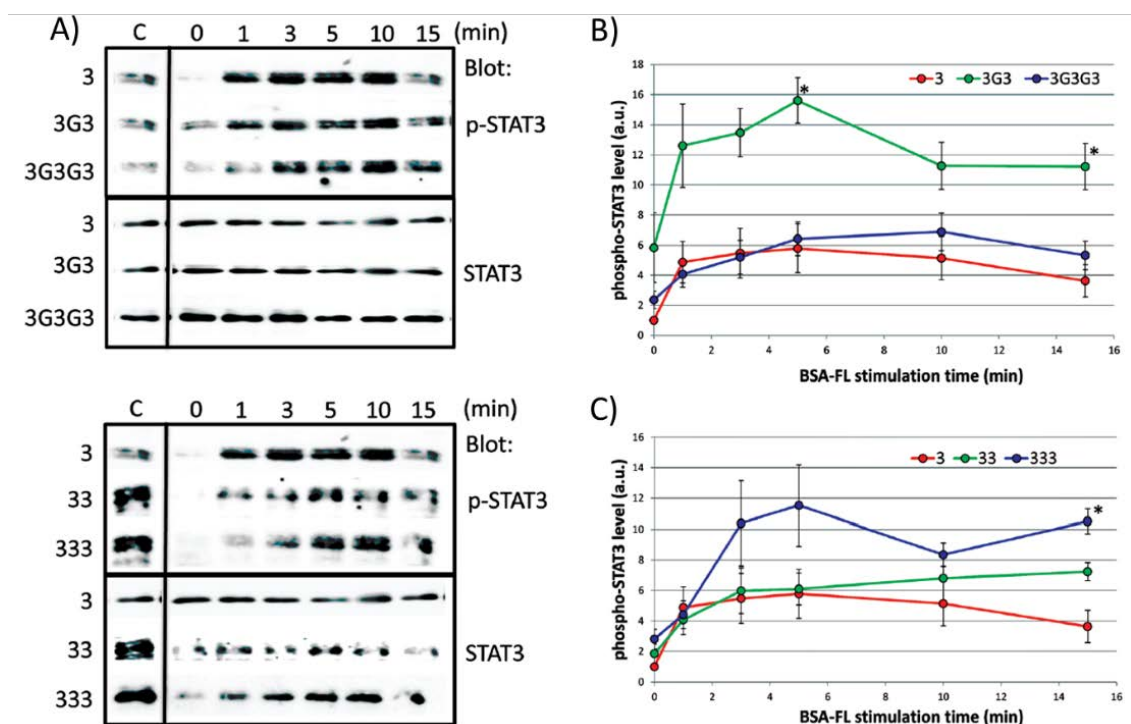 A)
C 0 1 3 5 10 15 (min)
3 Blot:
3G3 p-STAT3
3G3G3
3
3G3 STAT3
3G3G3
B)
18
16
14
12
10
8
6
4
2
0
3 3G3 3G3G3
*
*
phospho-STAT3 level (a.u.)
0 2 4 6 8 10 12 14 16
BSA-FL stimulation time (min)
C 0 1 3 5 10 15 (min)
3 Blot:
33 p-STAT3
333
3
33 STAT3
333
C)
16
14
12
10
8
6
4
2
0
3 33 333
*
phospho-STAT3 level (a.u.)
0 2 4 6 8 10 12 14 16
BSA-FL stimulation time (min)